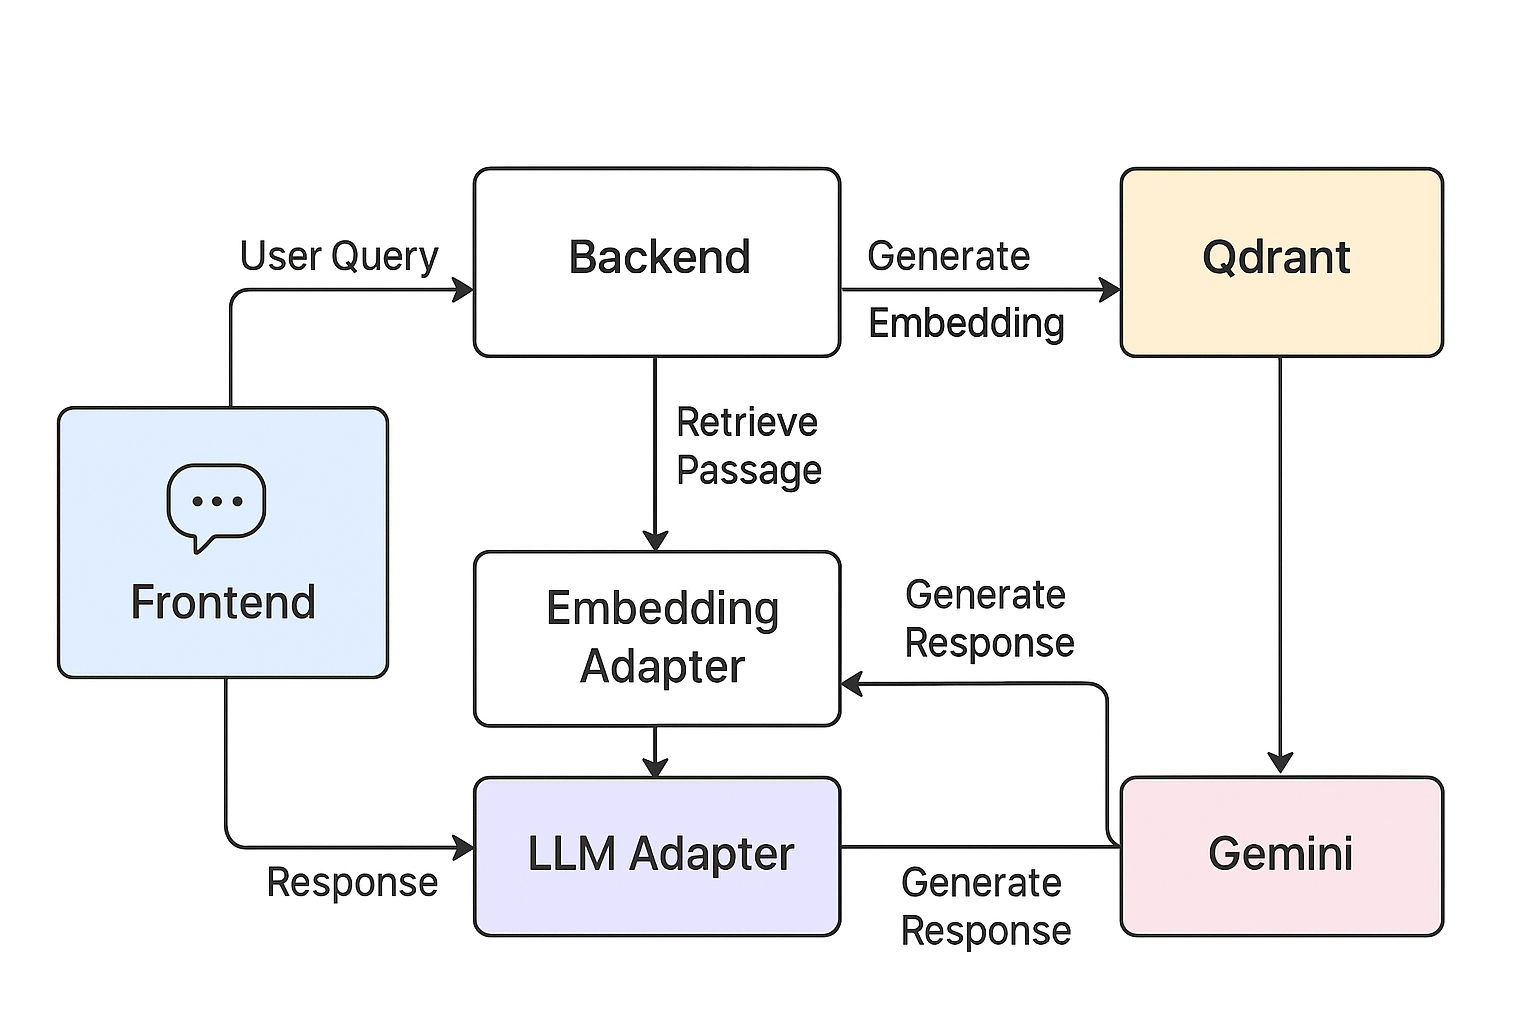 User Query
Backend
Generate
Embedding
Qdrant
Retrieve
Passage
Frontend
Embedding
Adapter
Generate
Response
LLM Adapter
Response
Generate
Response
Gemini